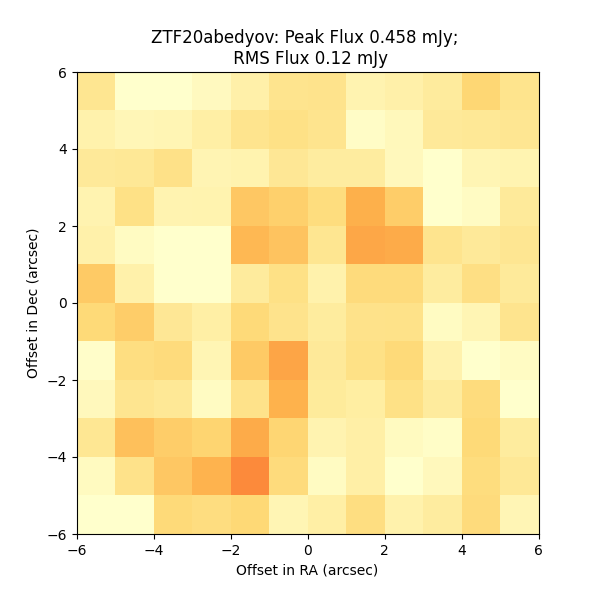 ZTF20abedyov: Peak Flux 0.458 mJy;
RMS Flux 0.12 mJy
6
4
2
0
−2
−4
−6
Offset in Dec (arcsec)
−6 −4 −2 0 2 4 6
Offset in RA (arcsec)